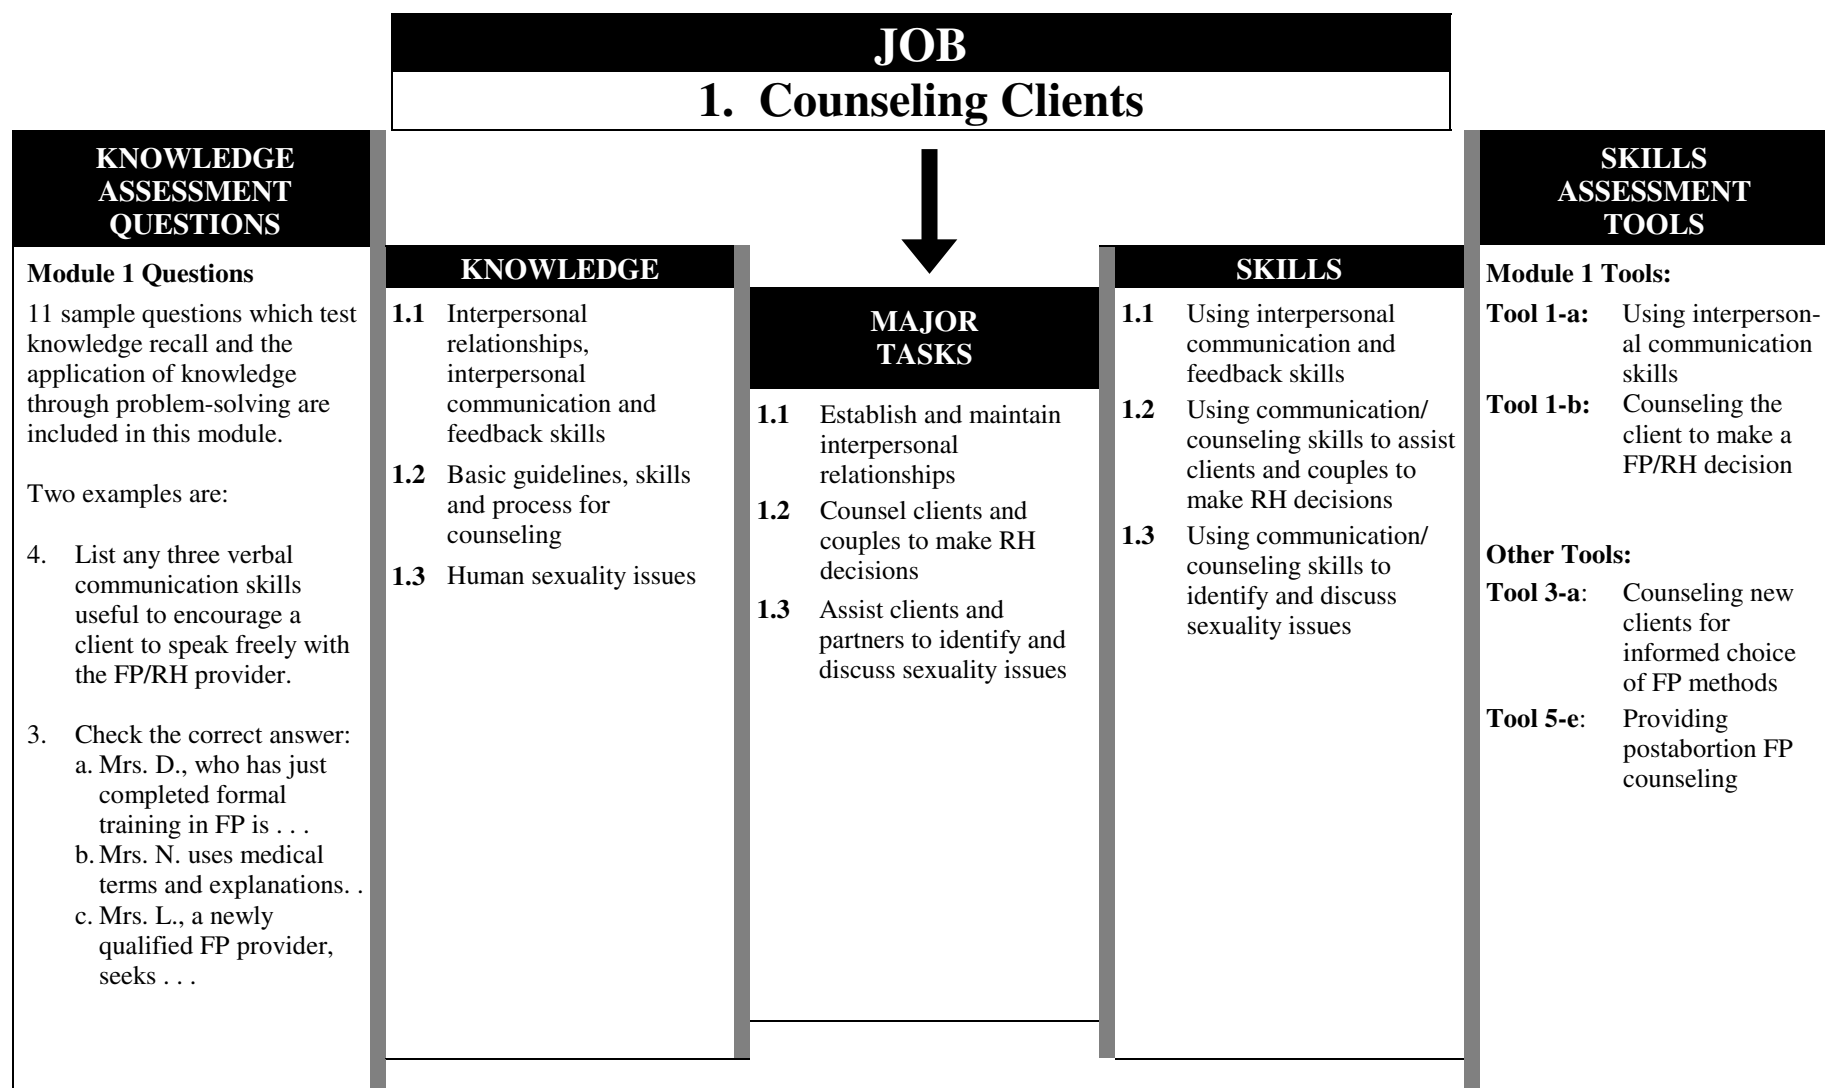 JOB
1. Counseling Clients
KNOWLEDGE
ASSESSMENT
QUESTIONS
Module 1 Questions
11 sample questions which test
knowledge recall and the
application of knowledge
through problem-solving are
included in this module.
Two examples are:
4. List any three verbal
communication skills
useful to encourage a
client to speak freely with
the FP/RH provider.
3. Check the correct answer:
a. Mrs. D., who has just
completed formal
training in FP is . . .
b. Mrs. N. uses medical
terms and explanations. .
c. Mrs. L., a newly
qualified FP provider,
seeks . . .
KNOWLEDGE
1.1 Interpersonal
relationships,
interpersonal
communication and
feedback skills
1.2 Basic guidelines, skills
and process for
counseling
1.3 Human sexuality issues
MAJOR
TASKS
1.1 Establish and maintain
interpersonal
relationships
1.2 Counsel clients and
couples to make RH
decisions
1.3 Assist clients and
partners to identify and
discuss sexuality issues
SKILLS
1.1 Using interpersonal
communication and
feedback skills
1.2 Using communication/
counseling skills to assist
clients and couples to
make RH decisions
1.3 Using communication/
counseling skills to
identify and discuss
sexuality issues
SKILLS
ASSESSMENT
TOOLS
Module 1 Tools:
Tool 1-a: Using interperson-
al communication
skills
Tool 1-b: Counseling the
client to make a
FP/RH decision
Other Tools:
Tool 3-a: Counseling new
clients for
informed choice
of FP methods
Tool 5-e: Providing
postabortion FP
counseling